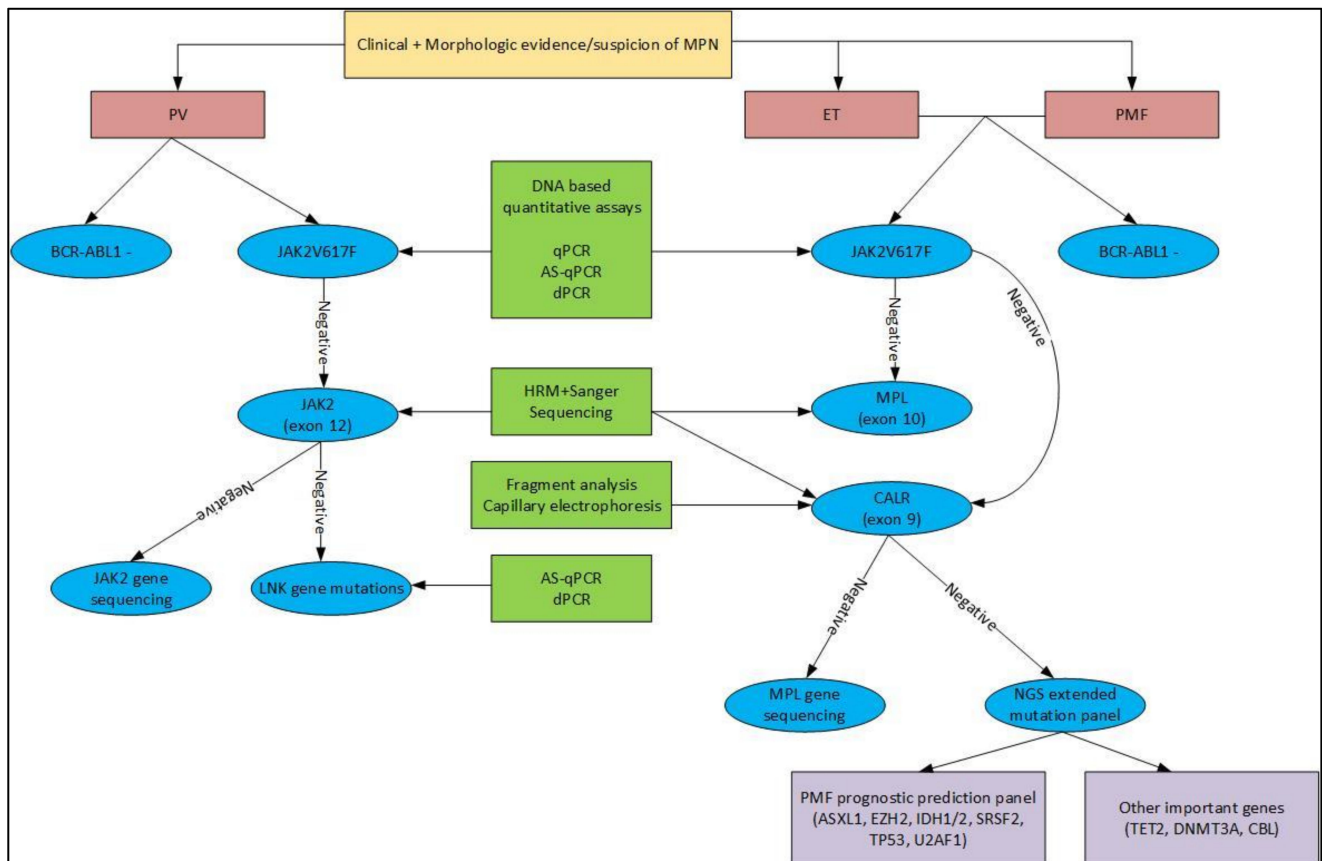 Clinical + Morphologic evidence/suspicion of MPN
PV
ET
PMF
DNA based
quantitative assays
qPCR
AS-qPCR
dPCR
BCR-ABL1 -
JAK2V617F
JAK2V617F
BCR-ABL1 -
Negative
Negative
Negative
JAK2
(exon 12)
HRM+Sanger
Sequencing
MPL
(exon 10)
Negative
Negative
Fragment analysis
Capillary electrophoresis
CALR
(exon 9)
JAK2 gene
sequencing
LNK gene mutations
AS-qPCR
dPCR
Negative
Negative
MPL gene
sequencing
NGS extended
mutation panel
PMF prognostic prediction panel
(ASXL1, EZH2, IDH1/2, SRSF2,
TP53, U2AF1)
Other important genes
(TET2, DNMT3A, CBL)